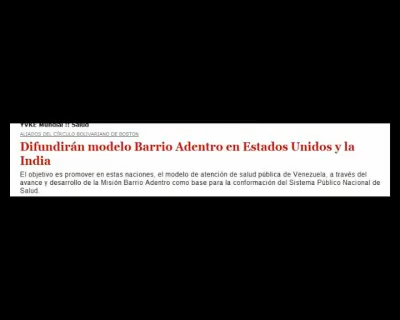 YVKE Mundial :: Salud
ALIADOS DEL CÍRCULO BOLIVARIANO DE BOSTON
Difundirán modelo Barrio Adentro en Estados Unidos y la
India
El objetivo es promover en estas naciones, el modelo de atención de salud pública de Venezuela, a través del
avance y desarrollo de la Misión Barrio Adentro como base para la conformación del Sistema Público Nacional de
Salud.